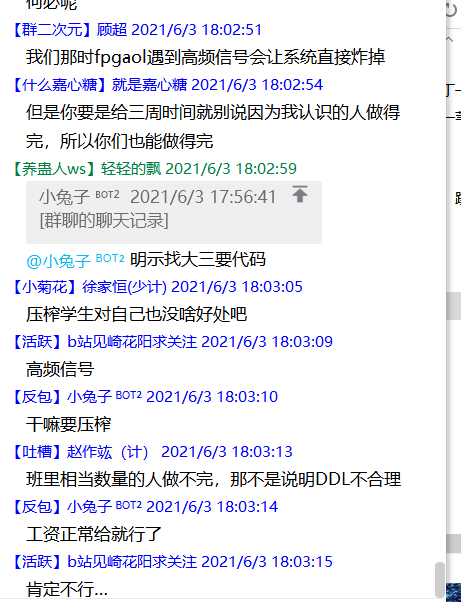 何必呢
【群二次元】顾超 2021/6/3 18:02:51
我们那时fpgaol遇到高频信号会让系统直接炸掉
【什么嘉心糖】就是嘉心糖 2021/6/3 18:02:54
但是你要是给三周时间就别说因为我认识的人做得
完，所以你们也能做得完
【养蛊人ws】轻轻的飘 2021/6/3 18:02:59
小兔子 BOT2 2021/6/3 17:56:41
[群聊的聊天记录]
@小兔子 BOT2 明示找大三要代码
【小菊花】徐家恒(少计) 2021/6/3 18:03:05
压榨学生对自己也没啥好处吧
【活跃】b站见崎花阳求关注 2021/6/3 18:03:09
高频信号
【反包】小兔子 BOT2 2021/6/3 18:03:10
干嘛要压榨
【吐槽】赵作竑（计） 2021/6/3 18:03:13
班里相当数量的人做不完，那不是说明DDL不合理
【反包】小兔子 BOT2 2021/6/3 18:03:14
工资正常给就行了
【活跃】b站见崎花阳求关注 2021/6/3 18:03:15
肯定不行...